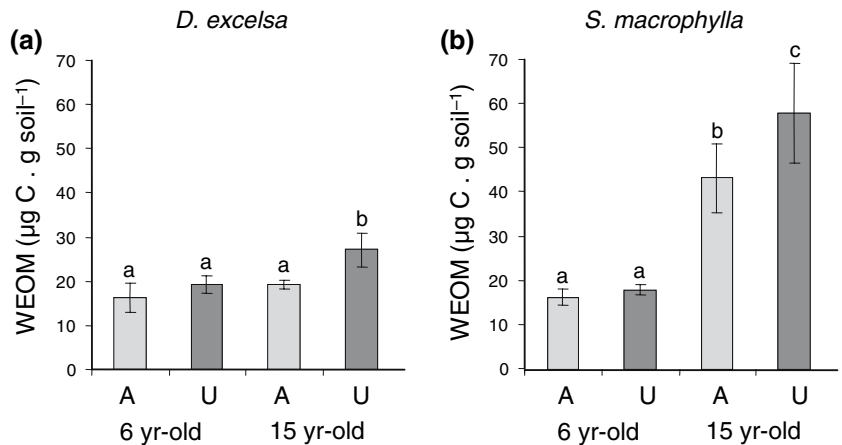 D. excelsa
(a)
WEOM (µg C . g soil⁻¹)
70
60
50
40
30
20
10
0
a
a
a
b
A U A U
6 yr-old 15 yr-old
S. macrophylla
(b)
WEOM (µg C . g soil⁻¹)
70
60
50
40
30
20
10
0
a
a
b
c
A U A U
6 yr-old 15 yr-old